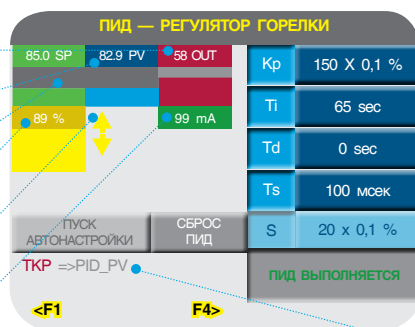 ПИД — РЕГУЛЯТОР ГОРЕЛКИ
85.0 SP 82.9 PV 58 OUT
Kp 150 X 0,1 %
Ti 65 sec
89 % 99 mA
Td 0 sec
Ts 100 мсек
ПУСК АВТОНАСТРОЙКИ
СБРОС ПИД
S 20 x 0,1 %
TKP =>PID_PV
ПИД ВЫПОЛНЯЕТСЯ
<F1 F4>